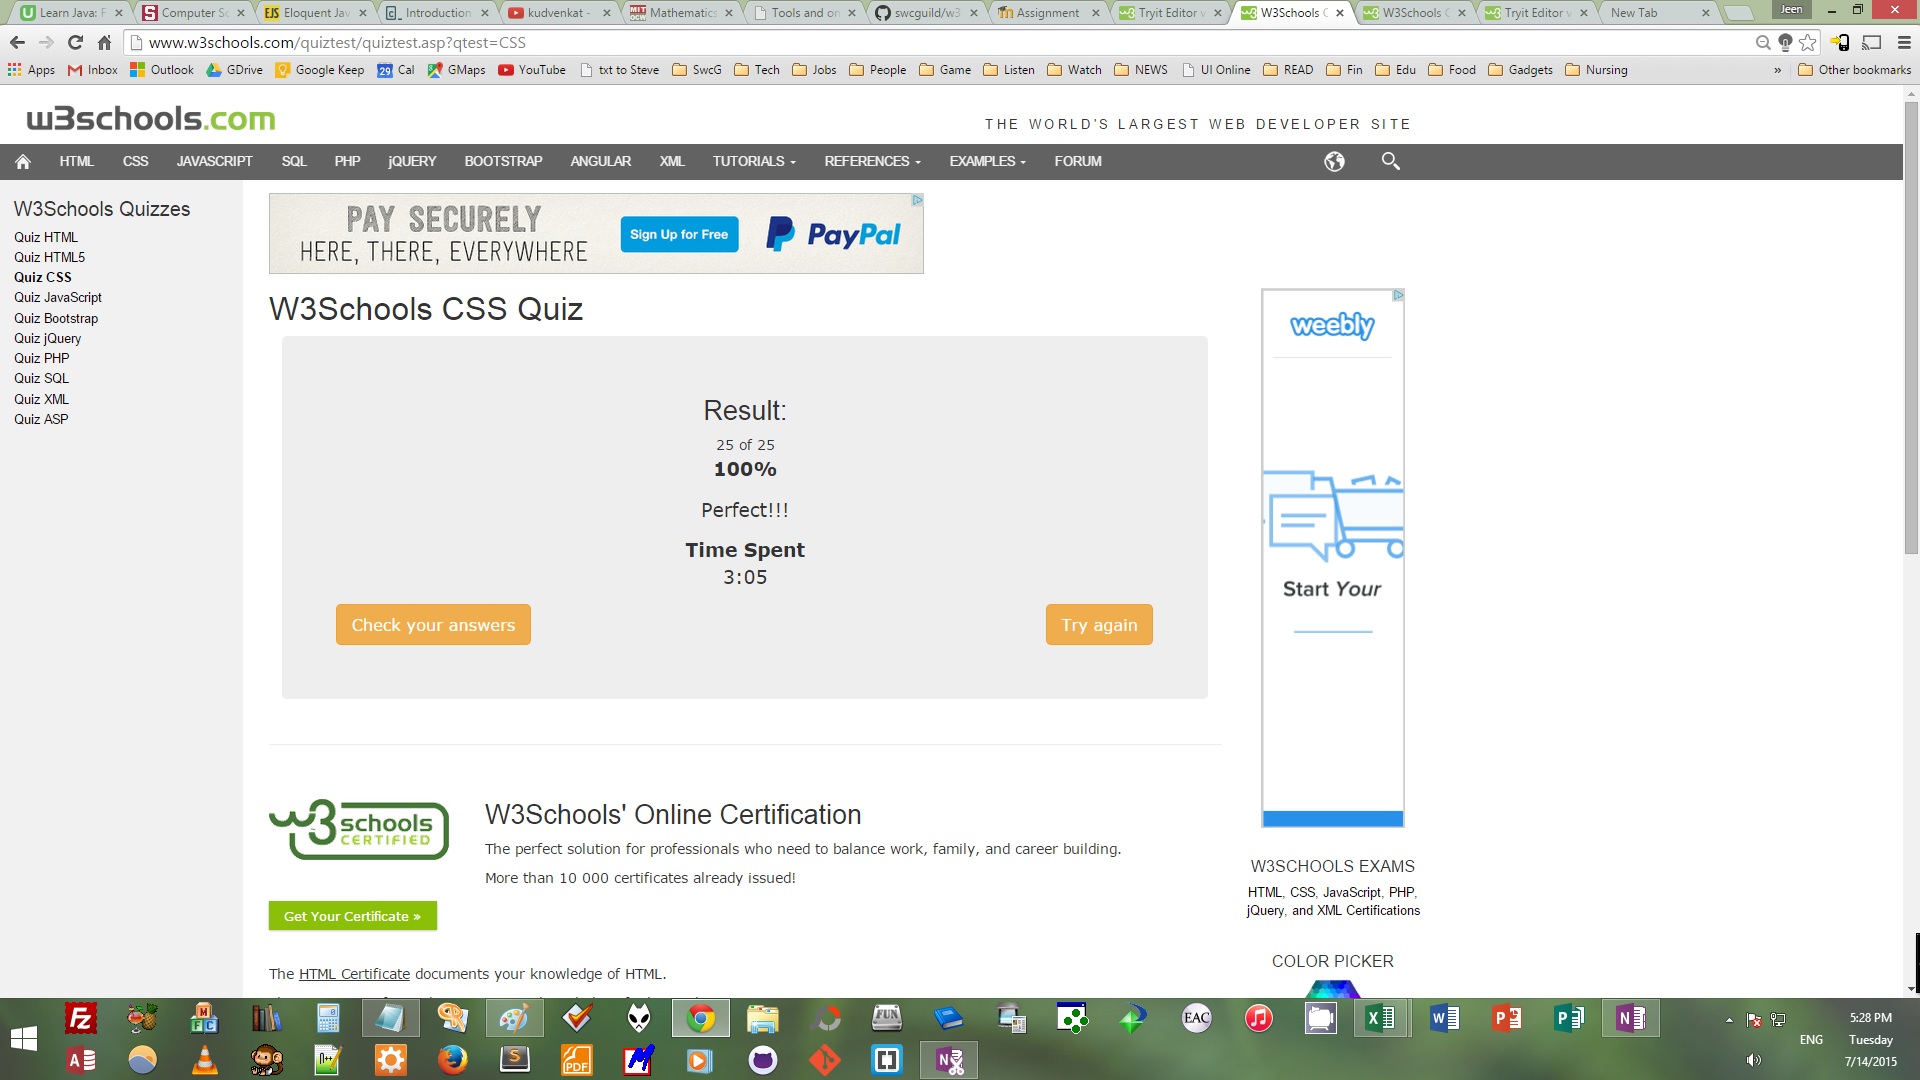 Learn Java: F
Computer Sc
Eloquent Jav
Introduction
kudvenkat -
Mathematics
Tools and on
swcguild/w3
Assignment
Tryit Editor v
W3Schools C
W3Schools C
Tryit Editor v
New Tab
Jeen
www.w3schools.com/quiztest/quiztest.asp?qtest=CSS
Apps Inbox Outlook GDrive Google Keep 29 Cal GMaps YouTube txt to Steve SwcG Tech Jobs People Game Listen Watch NEWS UI Online READ Fin Edu Food Gadgets Nursing » Other bookmarks
w3schools.com
THE WORLD'S LARGEST WEB DEVELOPER SITE
HTML CSS JAVASCRIPT SQL PHP jQUERY BOOTSTRAP ANGULAR XML TUTORIALS REFERENCES EXAMPLES FORUM
W3Schools Quizzes
Quiz HTML
Quiz HTML5
Quiz CSS
Quiz JavaScript
Quiz Bootstrap
Quiz jQuery
Quiz PHP
Quiz SQL
Quiz XML
Quiz ASP
PAY SECURELY
HERE, THERE, EVERYWHERE
Sign Up for Free
PayPal
W3Schools CSS Quiz
Result:
25 of 25
100%
Perfect!!!
Time Spent
3:05
Check your answers
Try again
weebly
Start Your
w3schools
CERTIFIED
W3Schools' Online Certification
The perfect solution for professionals who need to balance work, family, and career building.
More than 10 000 certificates already issued!
Get Your Certificate »
The HTML Certificate documents your knowledge of HTML.
W3SCHOOLS EXAMS
HTML, CSS, JavaScript, PHP,
jQuery, and XML Certifications
COLOR PICKER
FUN
EAC
PDF
ENG
5:28 PM
Tuesday
7/14/2015